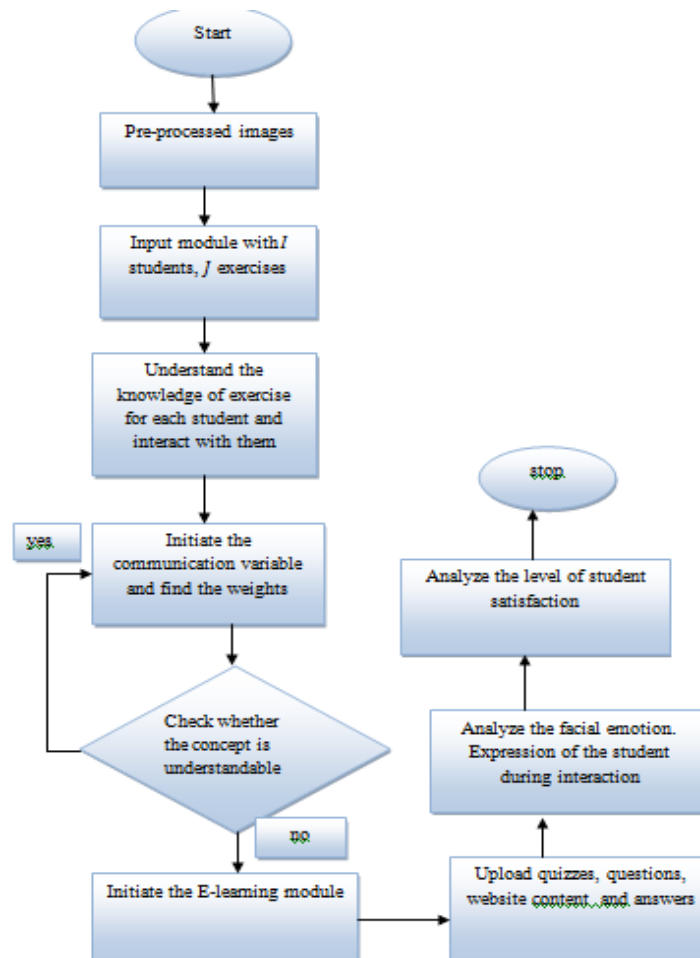 Start
Pre-processed images
Input module with I
students, J exercises
Understand the
knowledge of exercise
for each student and
interact with them
yes
Initiate the
communication variable
and find the weights
Check whether
the concept is
understandable
no
Initiate the E-learning module
Upload quizzes, questions,
website content, and answers
Analyze the facial emotion.
Expression of the student
during interaction
Analyze the level of student
satisfaction
stop